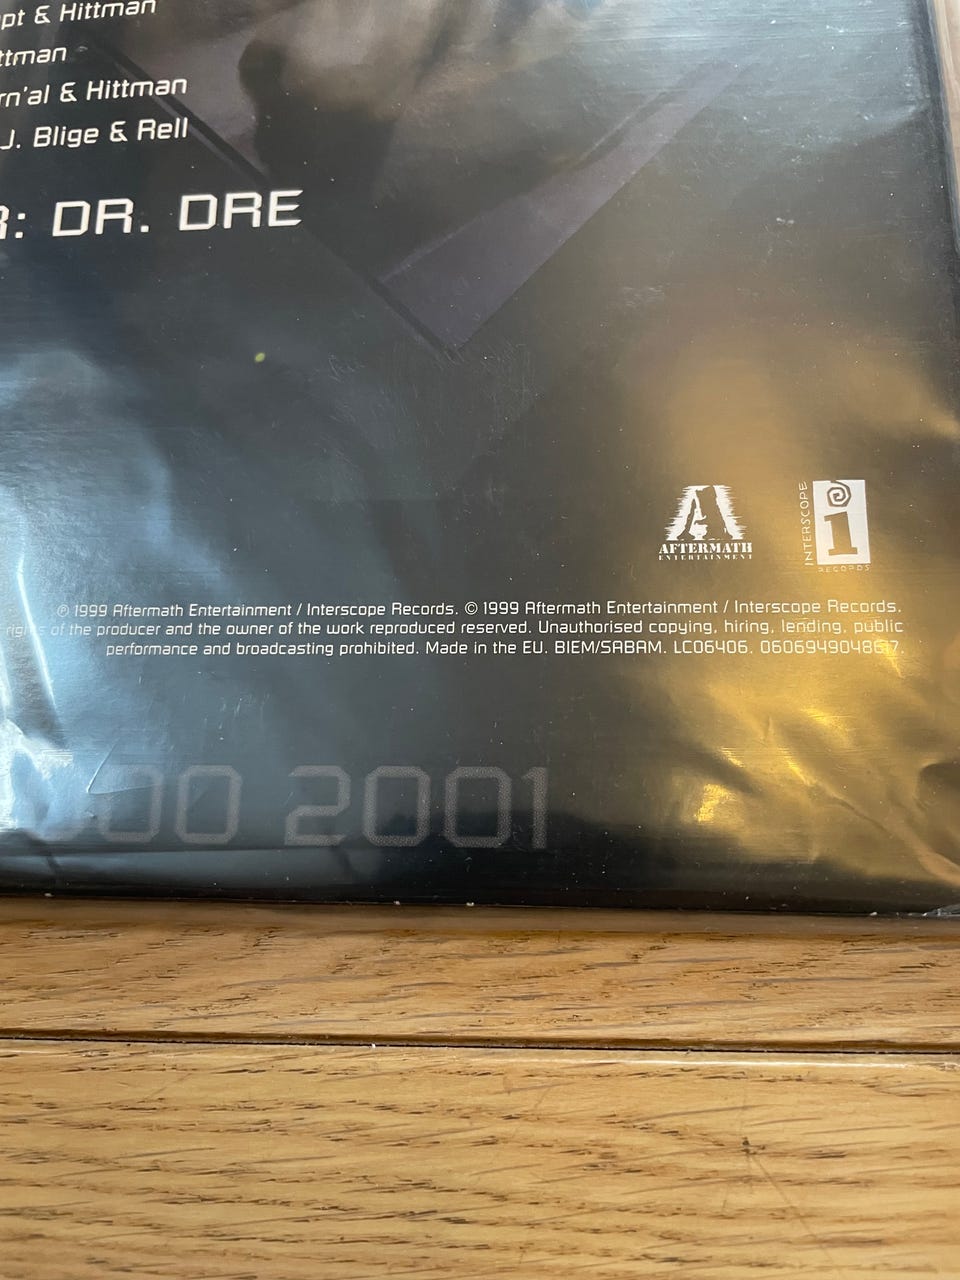 pt & Hittman
ttman
rn'al & Hittman
J. Blige & Rell
R: DR. DRE
AFTERMATH
ENTERTAINMENT
INTERSCOPE
i
RECORDS
℗ 1999 Aftermath Entertainment / Interscope Records. © 1999 Aftermath Entertainment / Interscope Records.
rights of the producer and the owner of the work reproduced reserved. Unauthorised copying, hiring, lending, public
performance and broadcasting prohibited. Made in the EU. BIEM/SABAM. LC06406. 0606949048617.
000 2001